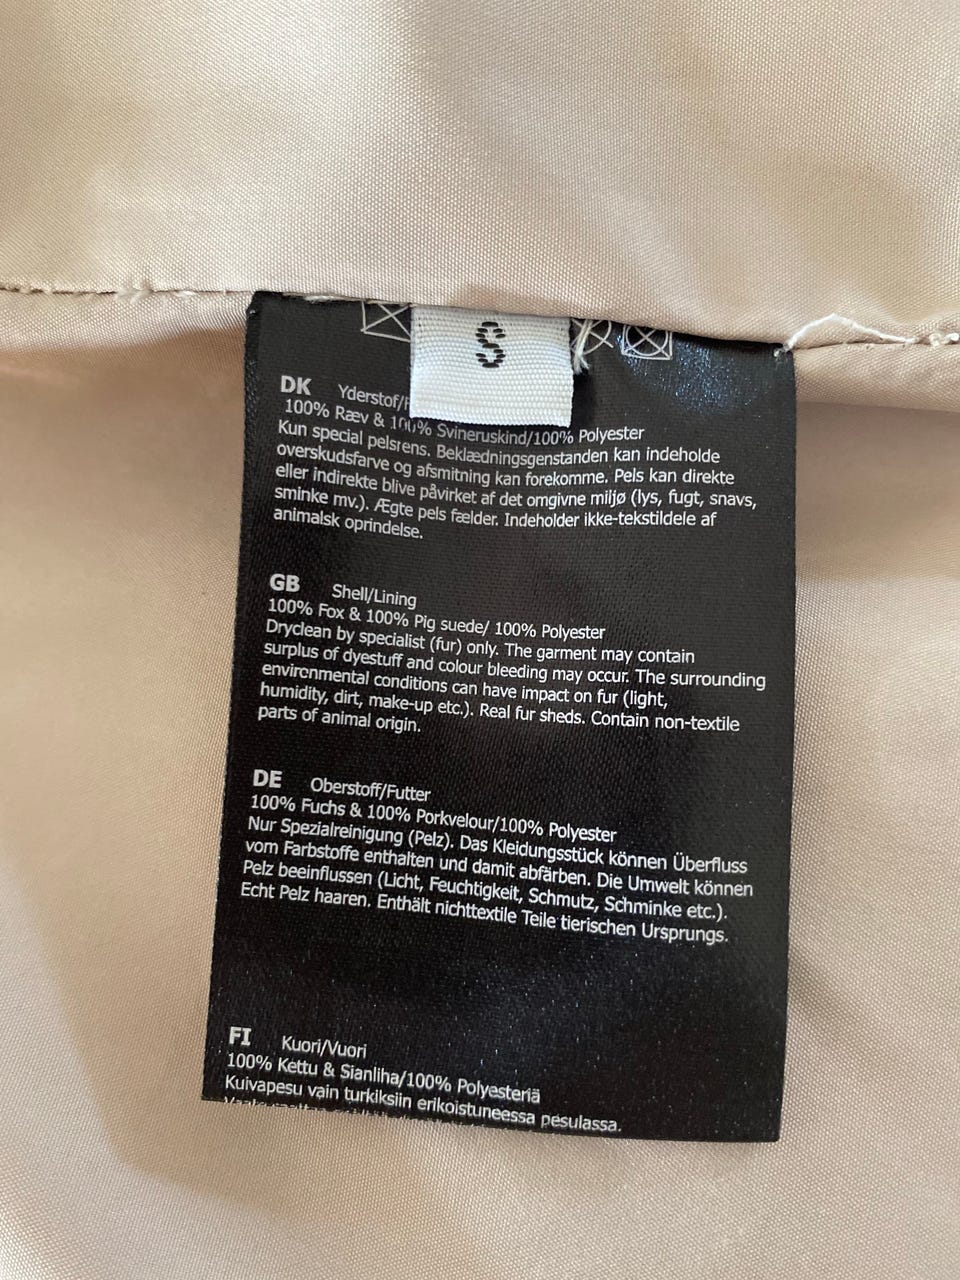 S
DK Yderstof/
100% Ræv & 100% Svineruskind/100% Polyester
Kun special pelsrens. Beklædningsgenstanden kan indeholde
overskudsfarve og afsmitning kan forekomme. Pels kan direkte
eller indirekte blive påvirket af det omgivne miljø (lys, fugt, snavs,
sminke mv.). Ægte pels fælder. Indeholder ikke-tekstildele af
animalsk oprindelse.
GB Shell/Lining
100% Fox & 100% Pig suede/ 100% Polyester
Dryclean by specialist (fur) only. The garment may contain
surplus of dyestuff and colour bleeding may occur. The surrounding
environmental conditions can have impact on fur (light,
humidity, dirt, make-up etc.). Real fur sheds. Contain non-textile
parts of animal origin.
DE Oberstoff/Futter
100% Fuchs & 100% Porkvelour/100% Polyester
Nur Spezialreinigung (Pelz). Das Kleidungsstück können Überfluss
vom Farbstoffe enthalten und damit abfärben. Die Umwelt können
Pelz beeinflussen (Licht, Feuchtigkeit, Schmutz, Schminke etc.).
Echt Pelz haaren. Enthält nichttextile Teile tierischen Ursprungs.
FI Kuori/Vuori
100% Kettu & Sianliha/100% Polyesteriä
Kuivapesu vain turkiksiin erikoistuneessa pesulassa.